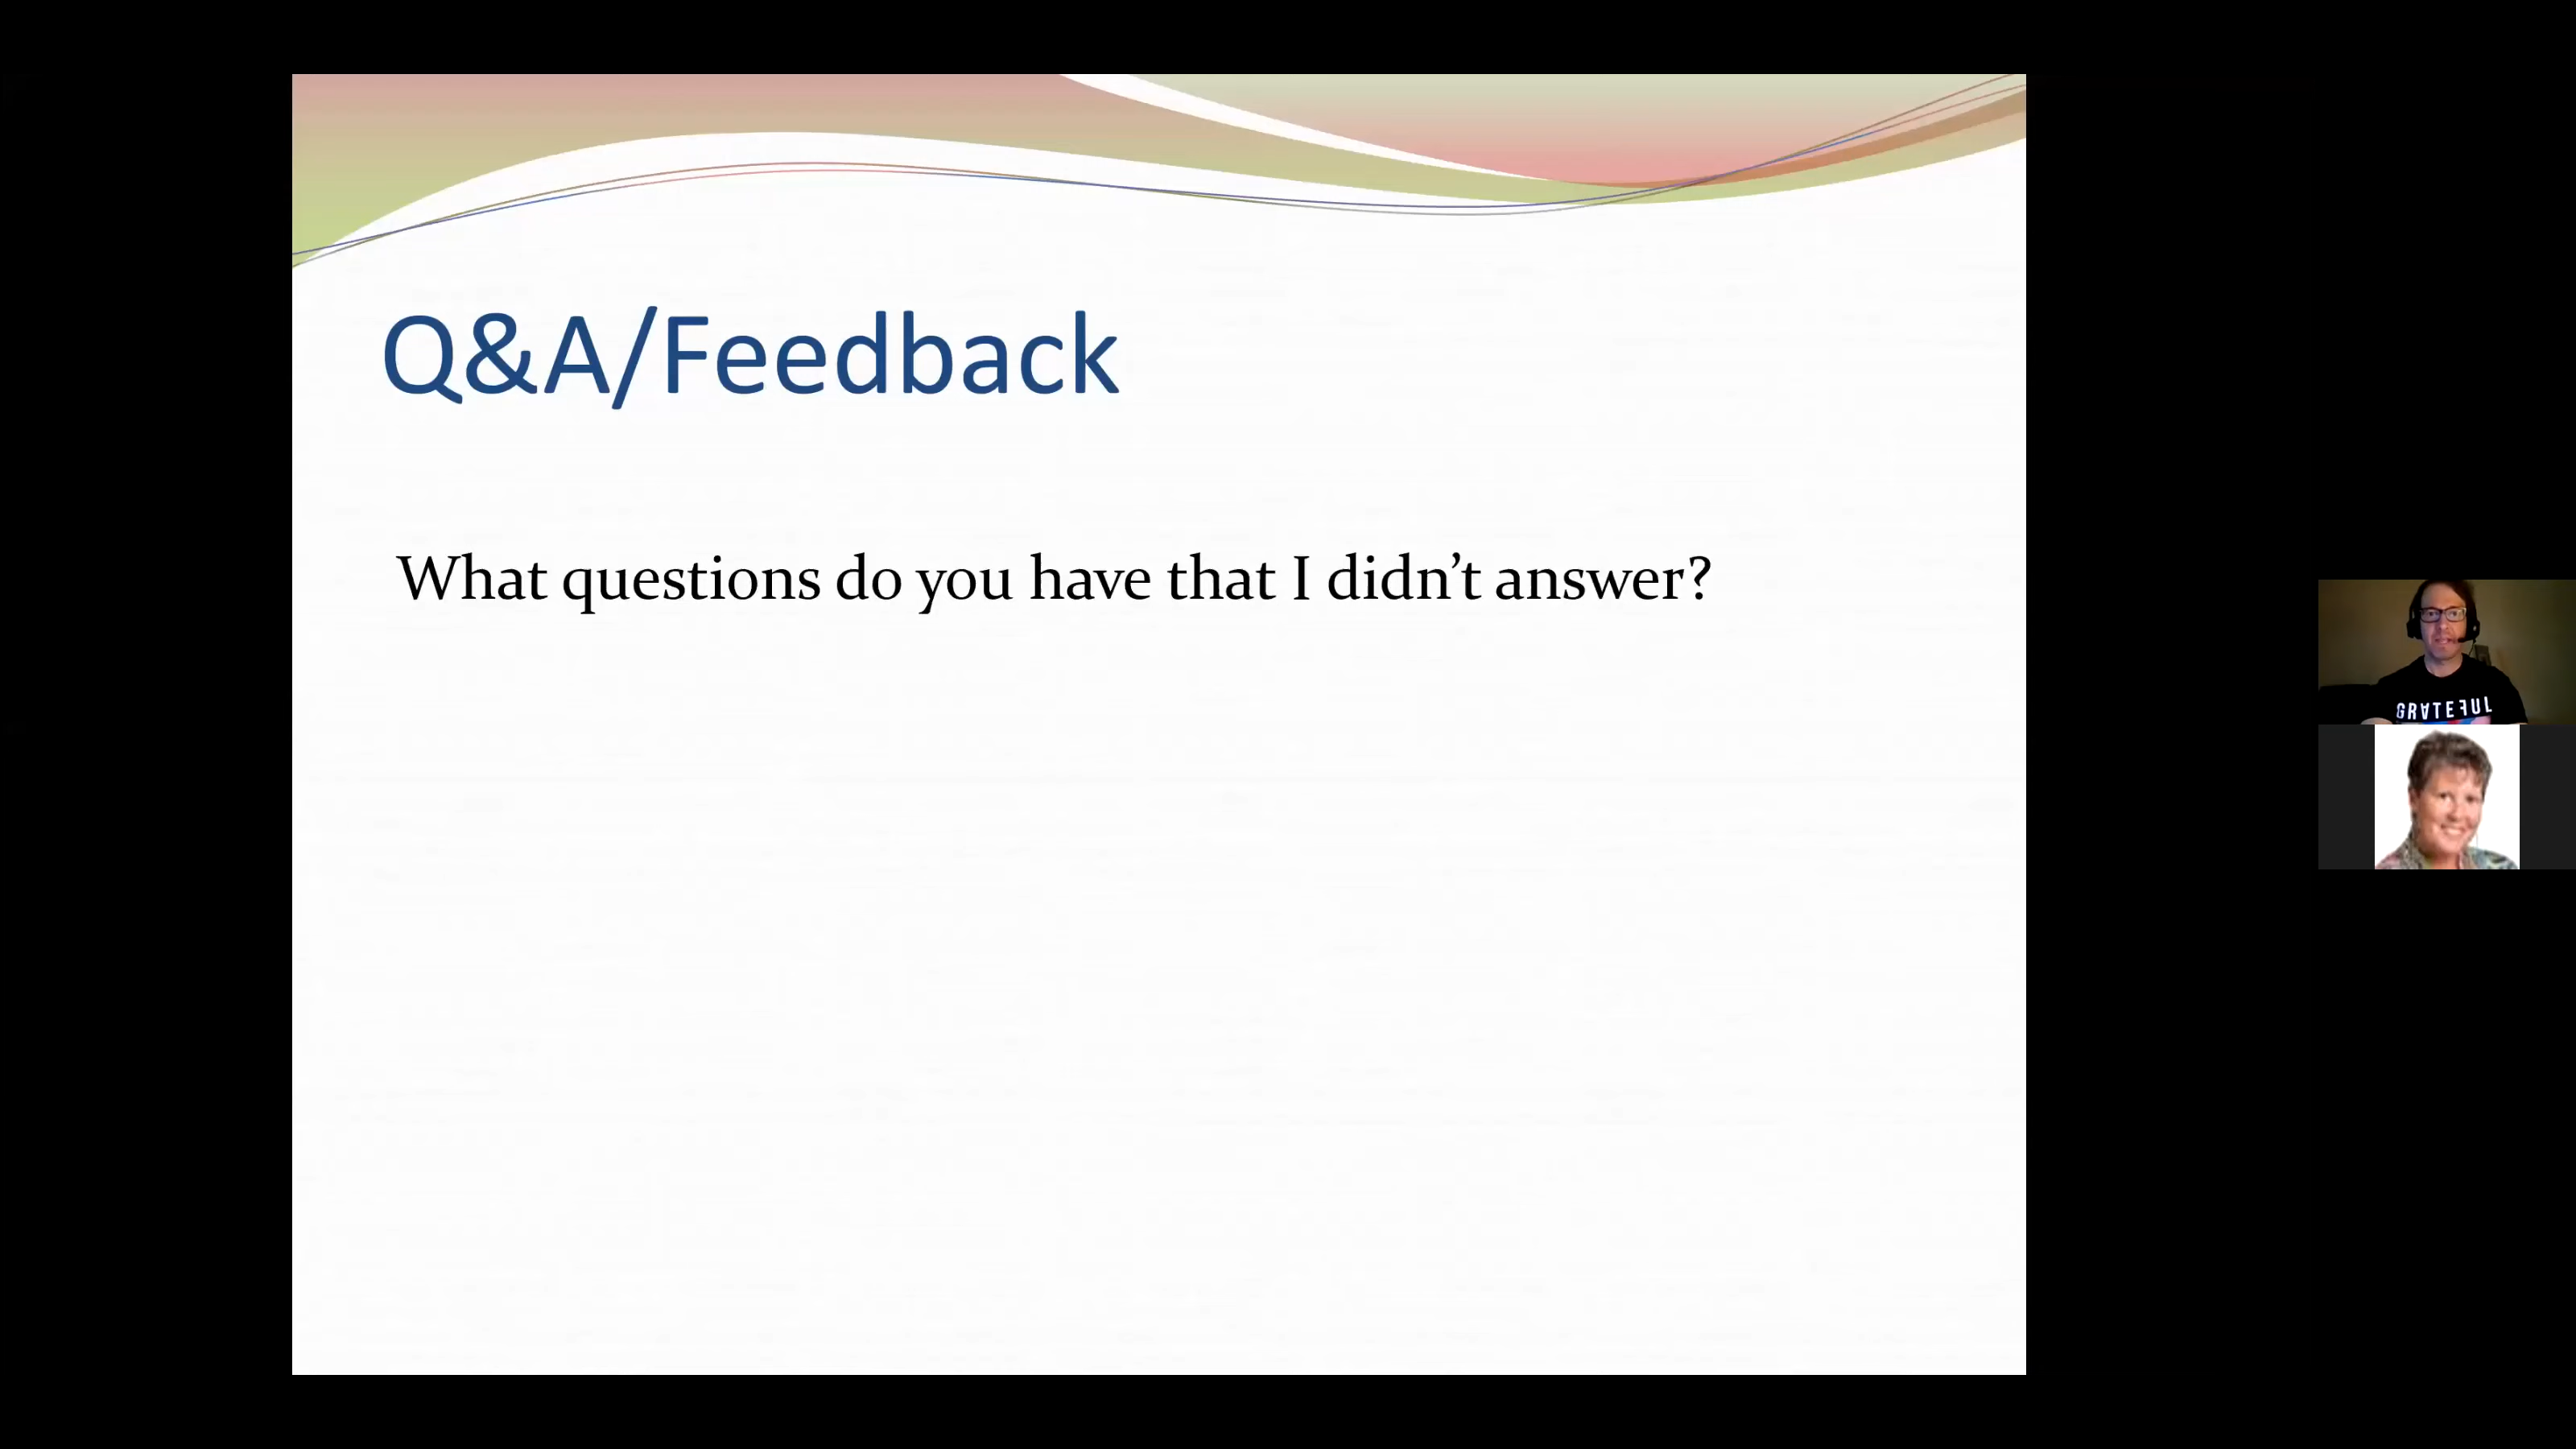 Q&A/Feedback
What questions do you have that I didn’t answer?
GRATEFUL